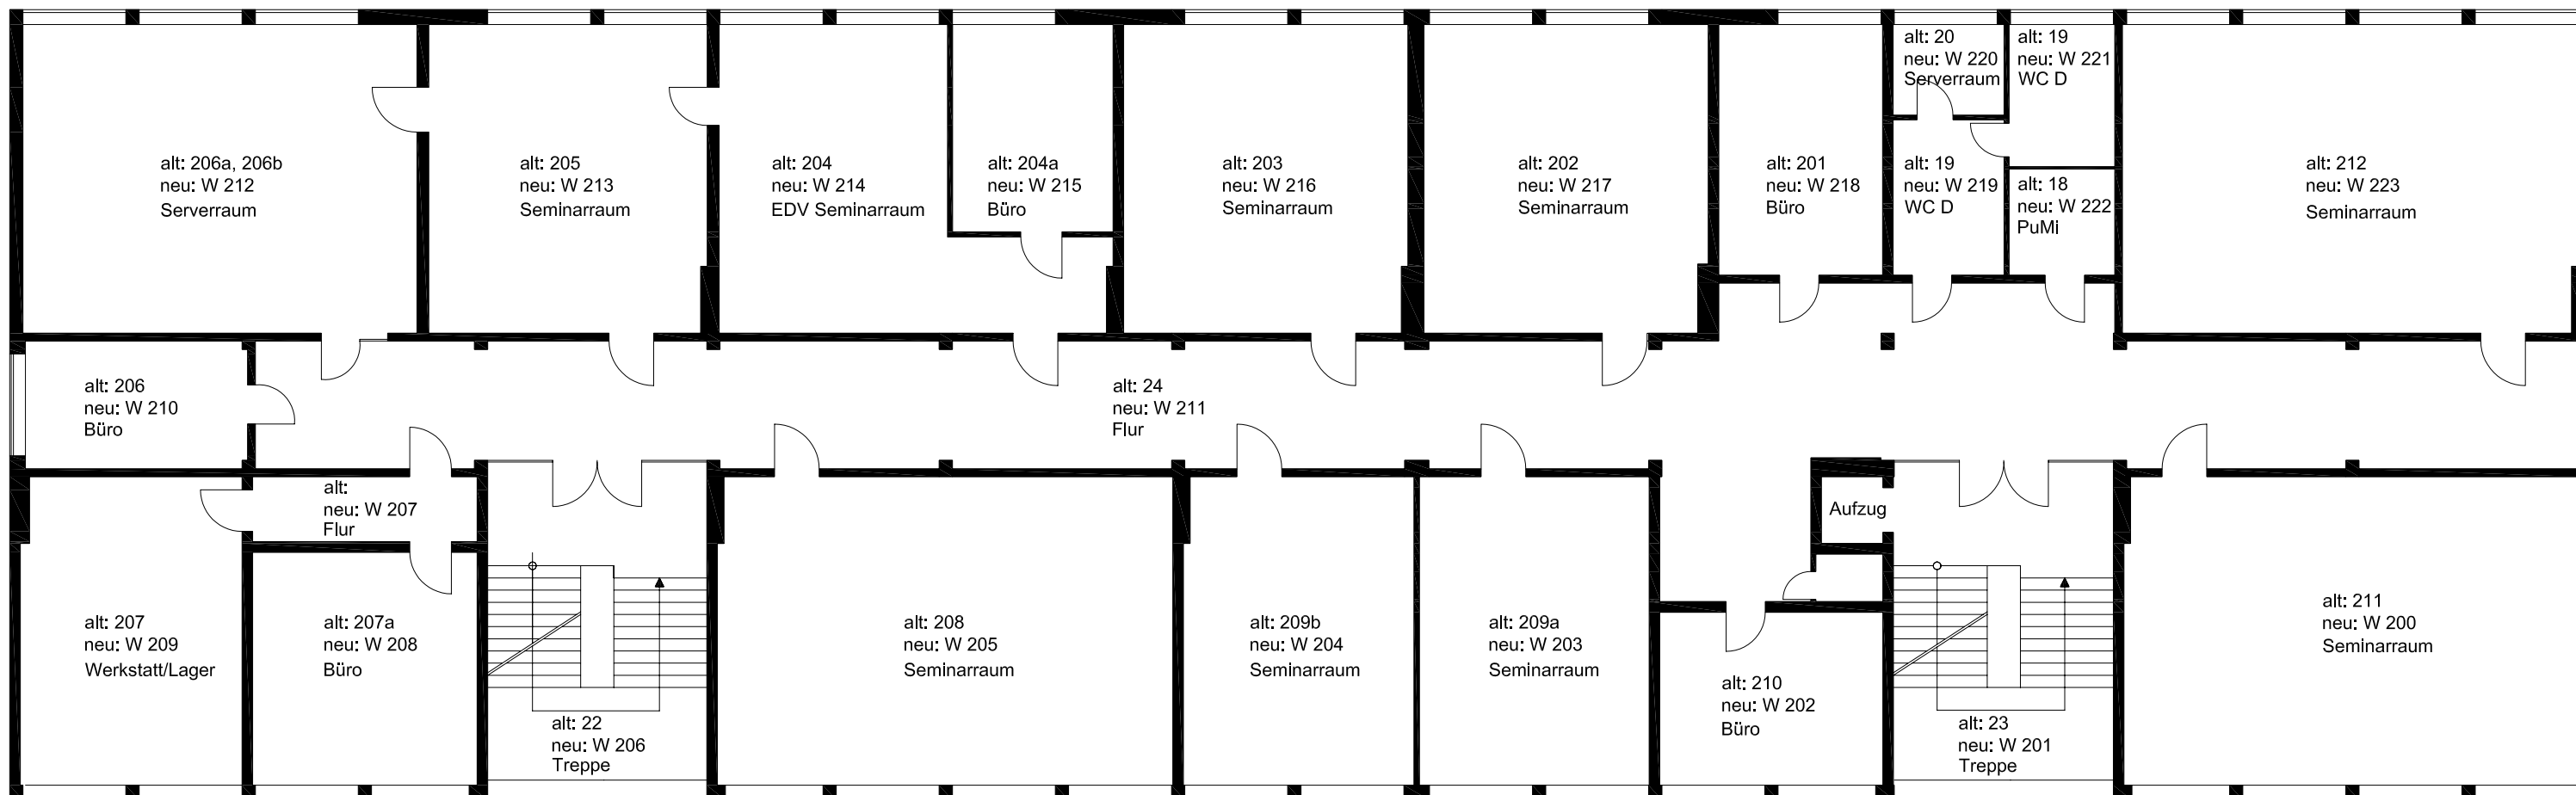 alt: 206a, 206b
neu: W 212
Serverraum
alt: 205
neu: W 213
Seminarraum
alt: 204
neu: W 214
EDV Seminarraum
alt: 204a
neu: W 215
Büro
alt: 203
neu: W 216
Seminarraum
alt: 202
neu: W 217
Seminarraum
alt: 201
neu: W 218
Büro
alt: 20
neu: W 220
Serverraum
alt: 19
neu: W 221
WC D
alt: 19
neu: W 219
WC D
alt: 18
neu: W 222
PuMi
alt: 212
neu: W 223
Seminarraum
alt: 206
neu: W 210
Büro
alt: 24
neu: W 211
Flur
alt:
neu: W 207
Flur
Aufzug
alt: 207
neu: W 209
Werkstatt/Lager
alt: 207a
neu: W 208
Büro
alt: 22
neu: W 206
Treppe
alt: 208
neu: W 205
Seminarraum
alt: 209b
neu: W 204
Seminarraum
alt: 209a
neu: W 203
Seminarraum
alt: 210
neu: W 202
Büro
alt: 23
neu: W 201
Treppe
alt: 211
neu: W 200
Seminarraum